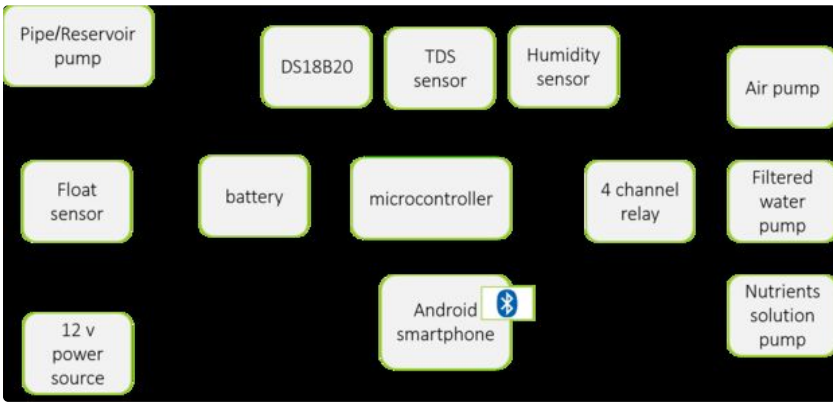 Pipe/Reservoir
pump
DS18B20
TDS
sensor
Humidity
sensor
Air pump
Float
sensor
battery
microcontroller
4 channel
relay
Filtered
water
pump
Android
smartphone
Nutrients
solution
pump
12 v
power
source